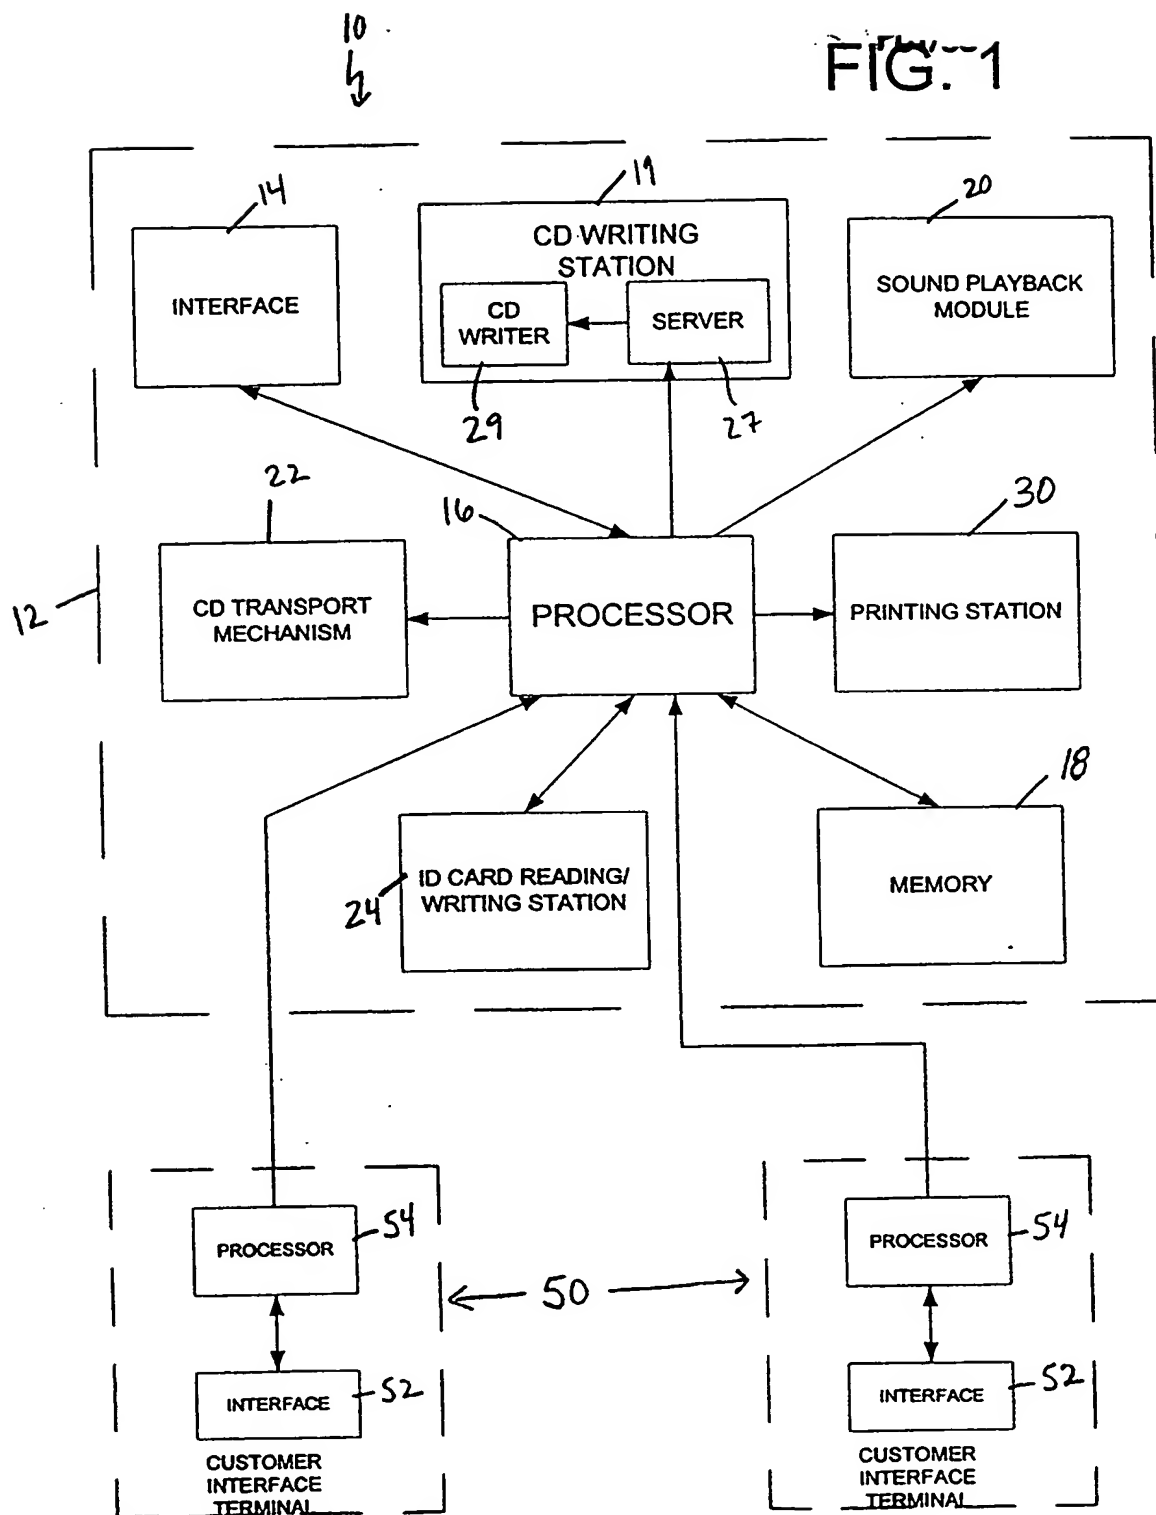 10
FIG. 1
14
INTERFACE
19
CD WRITING
STATION
CD
WRITER
SERVER
29
27
20
SOUND PLAYBACK
MODULE
22
CD TRANSPORT
MECHANISM
12
16
PROCESSOR
30
PRINTING STATION
24
ID CARD READING/
WRITING STATION
18
MEMORY
PROCESSOR
54
INTERFACE
52
CUSTOMER
INTERFACE
TERMINAL
50
PROCESSOR
54
INTERFACE
52
CUSTOMER
INTERFACE
TERMINAL